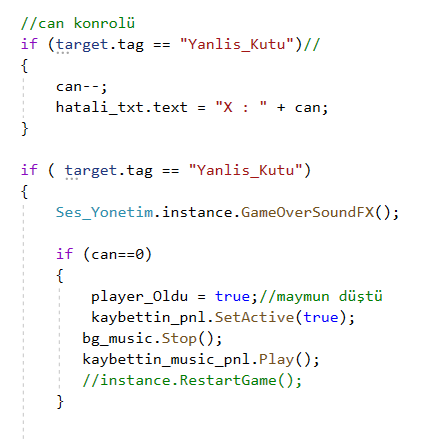 //can konrolü
if (target.tag == "Yanlis_Kutu")//
{
can--;
hatali_txt.text = "X : " + can;
}
if ( target.tag == "Yanlis_Kutu")
{
Ses_Yonetim.instance.GameOverSoundFX();
if (can==0)
{
player_Oldu = true;//maymun düştü
kaybettin_pnl.SetActive(true);
bg_music.Stop();
kaybettin_music_pnl.Play();
//instance.RestartGame();
}